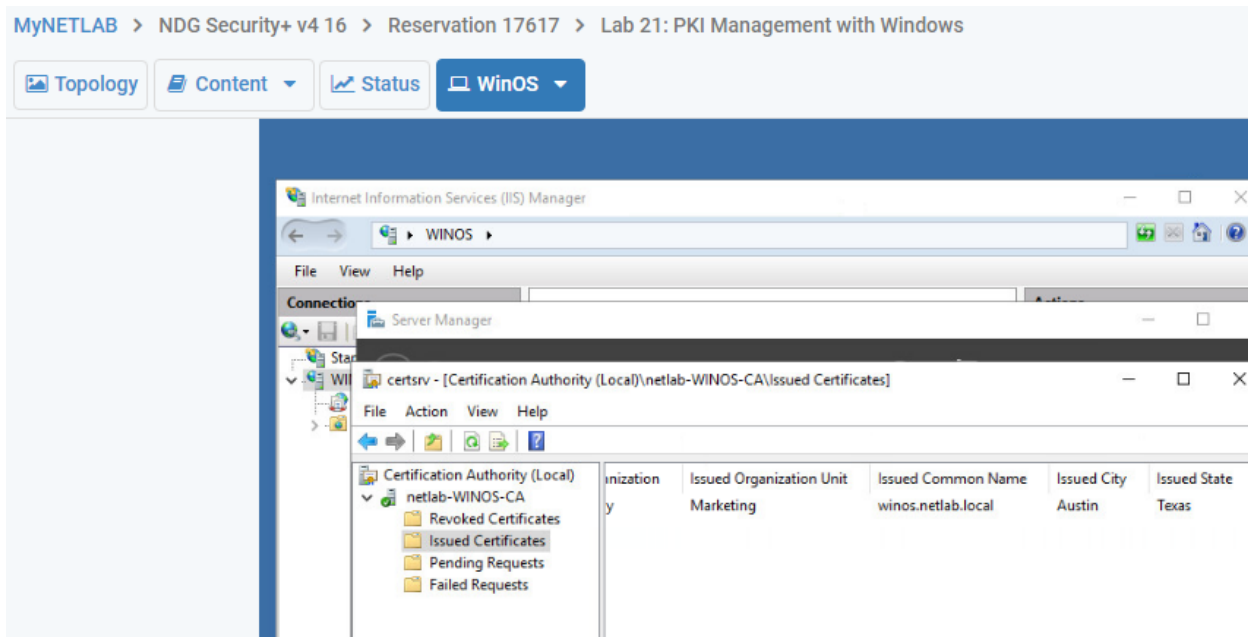 MyNETLAB > NDG Security+ v4 16 > Reservation 17617 > Lab 21: PKI Management with Windows
Topology Content Status WinOS
Internet Information Services (IIS) Manager
WINOS
File View Help
Connections
Server Manager
certsrv - [Certification Authority (Local)\netlab-WINOS-CA\Issued Certificates]
File Action View Help
Certification Authority (Local)
netlab-WINOS-CA
Revoked Certificates
Issued Certificates
Pending Requests
Failed Requests
nization Issued Organization Unit Issued Common Name Issued City Issued State
y Marketing winos.netlab.local Austin Texas